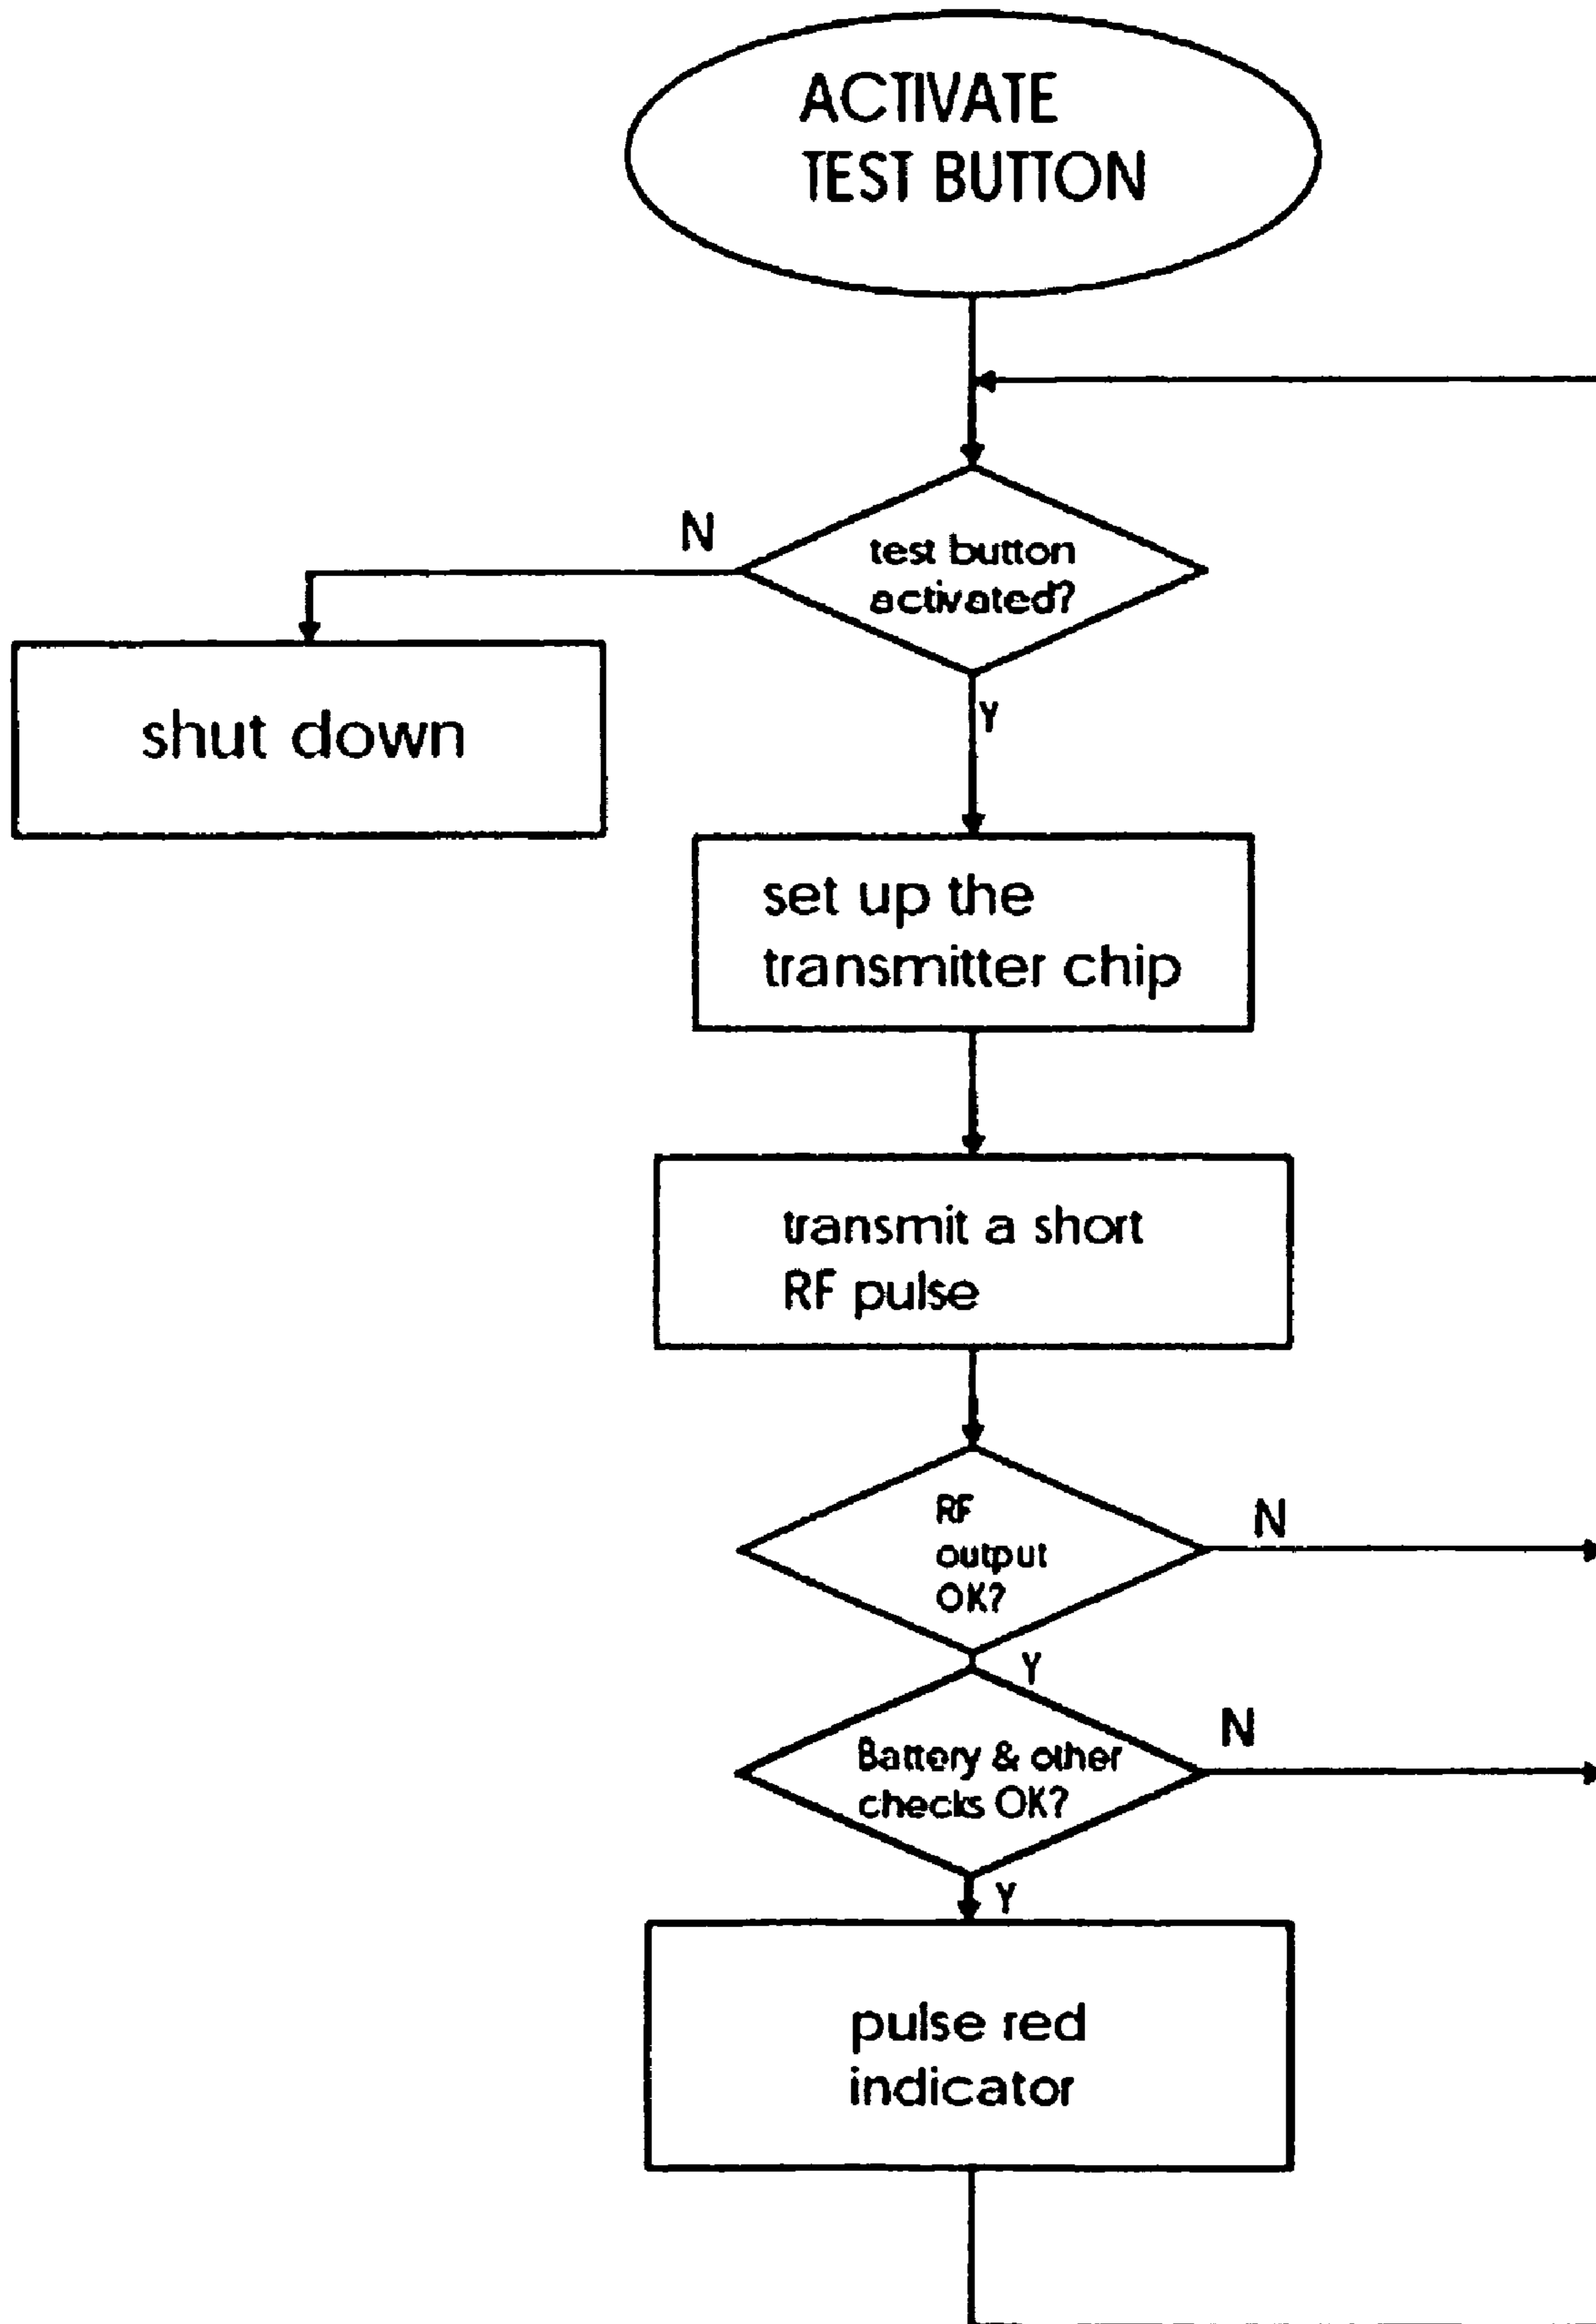 ACTIVATE
TEST BUTTON
N
test button
activated?
shut down
Y
set up the
transmitter chip
transmit a short
RF pulse
RF
output
OK?
N
Y
Battery & other
checks OK?
N
Y
pulse red
indicator